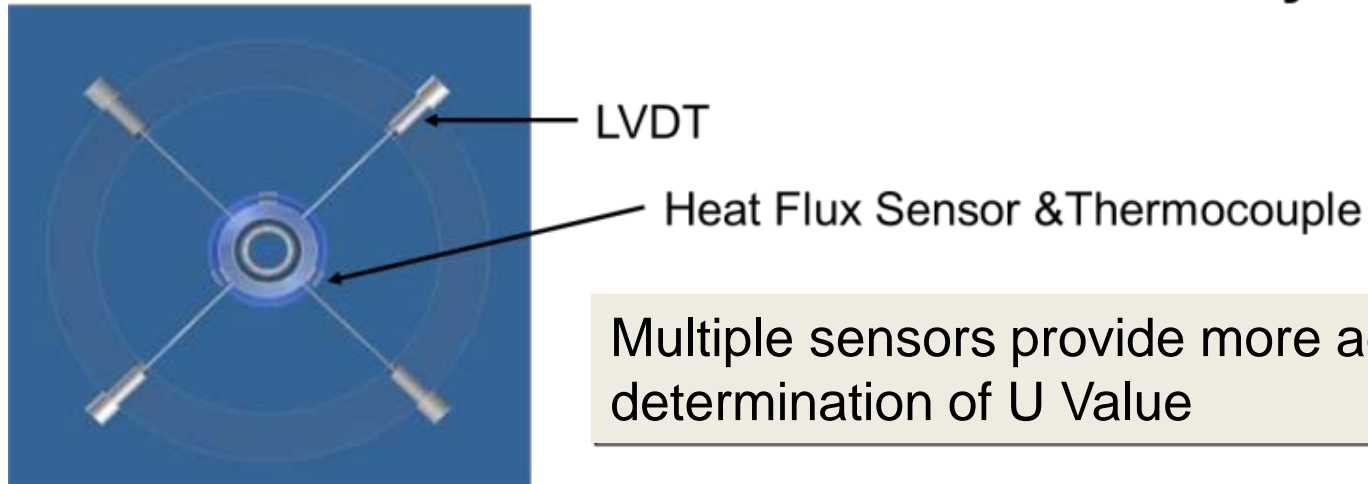 LVDT
Heat Flux Sensor &Thermocouple
Multiple sensors provide more
determination of U Value